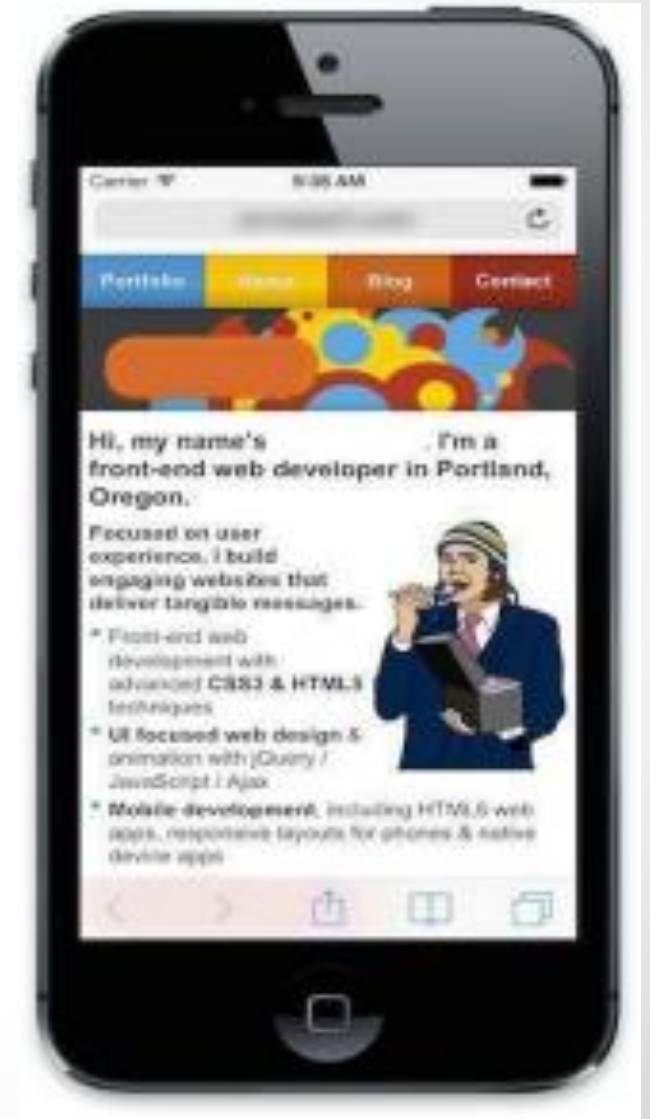 Carrier
AM
Portfolio
Blog
Contact
Hi, my name's . I'm a
front-end web developer in Portland,
Oregon.
Focused on user
experience, I build
engaging websites that
deliver tangible messages.
* Front-end web
development with
advanced CSS3 & HTML5
techniques
* UI focused web design &
animation with jQuery /
JavaScript / Ajax
* Mobile development, including HTML5 web
apps, responsive layouts for phones & native
device apps